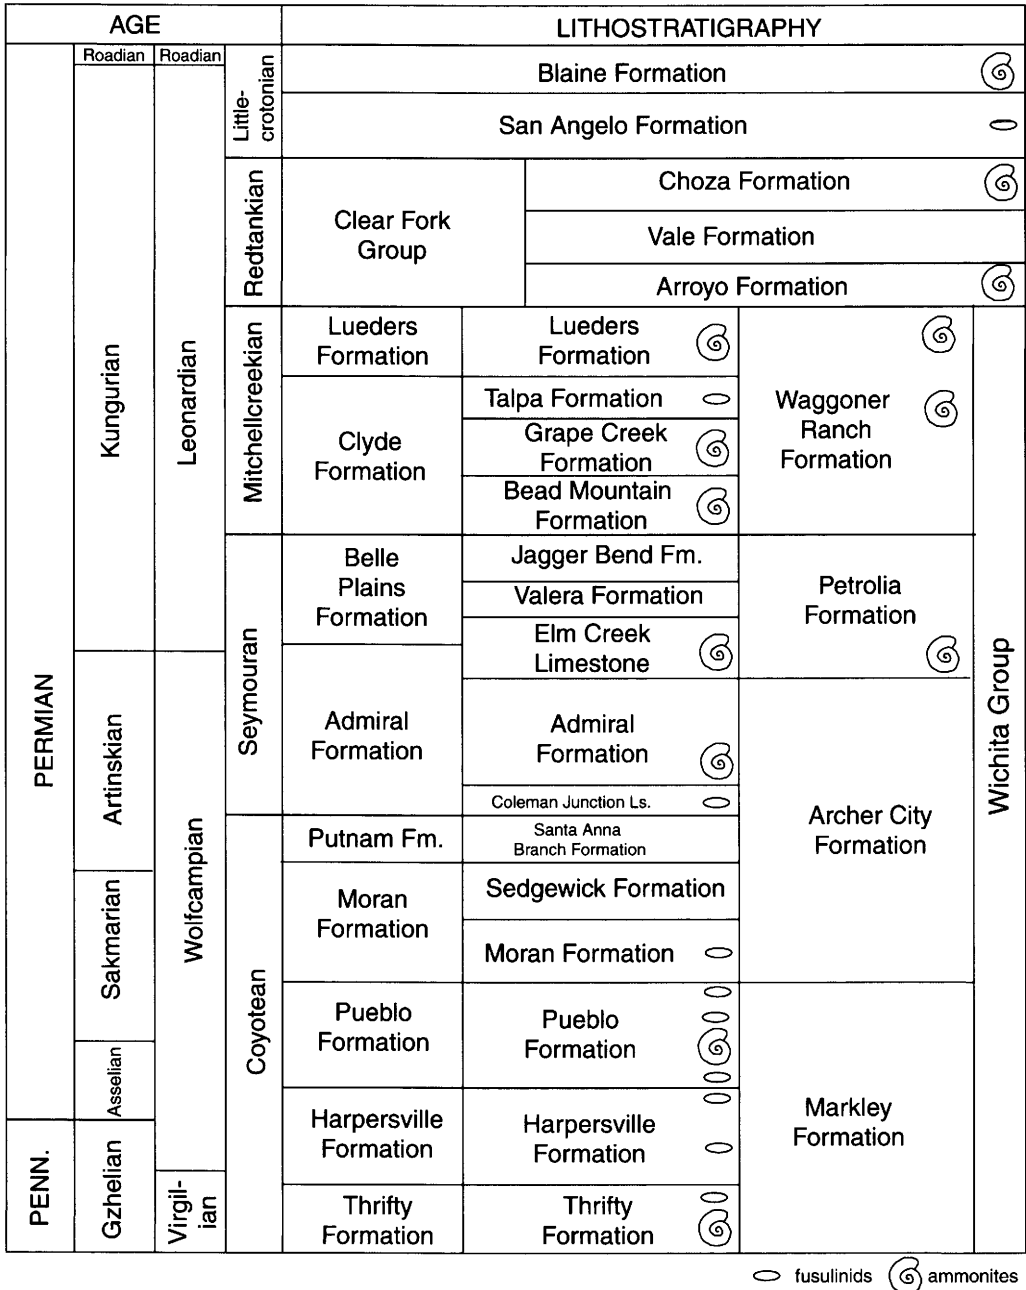 AGE
LITHOSTRATIGRAPHY
Roadian
Roadian
PERMIAN
PENN.
Kungurian
Artinskian
Sakmarian
Asselian
Gzhelian
Leonardian
Wolfcampian
Virgil-
ian
Little-
crotonian
Redtankian
Mitchellcreekian
Seymouran
Coyotean
Blaine Formation
San Angelo Formation
Clear Fork
Group
Choza Formation
Vale Formation
Arroyo Formation
Lueders
Formation
Clyde
Formation
Belle
Plains
Formation
Admiral
Formation
Putnam Fm.
Moran
Formation
Pueblo
Formation
Harpersville
Formation
Thrifty
Formation
Lueders
Formation
Talpa Formation
Grape Creek
Formation
Bead Mountain
Formation
Jagger Bend Fm.
Valera Formation
Elm Creek
Limestone
Admiral
Formation
Coleman Junction Ls.
Santa Anna
Branch Formation
Sedgewick Formation
Moran Formation
Pueblo
Formation
Harpersville
Formation
Thrifty
Formation
Waggoner
Ranch
Formation
Petrolia
Formation
Archer City
Formation
Markley
Formation
Wichita Group
fusulinids
ammonites